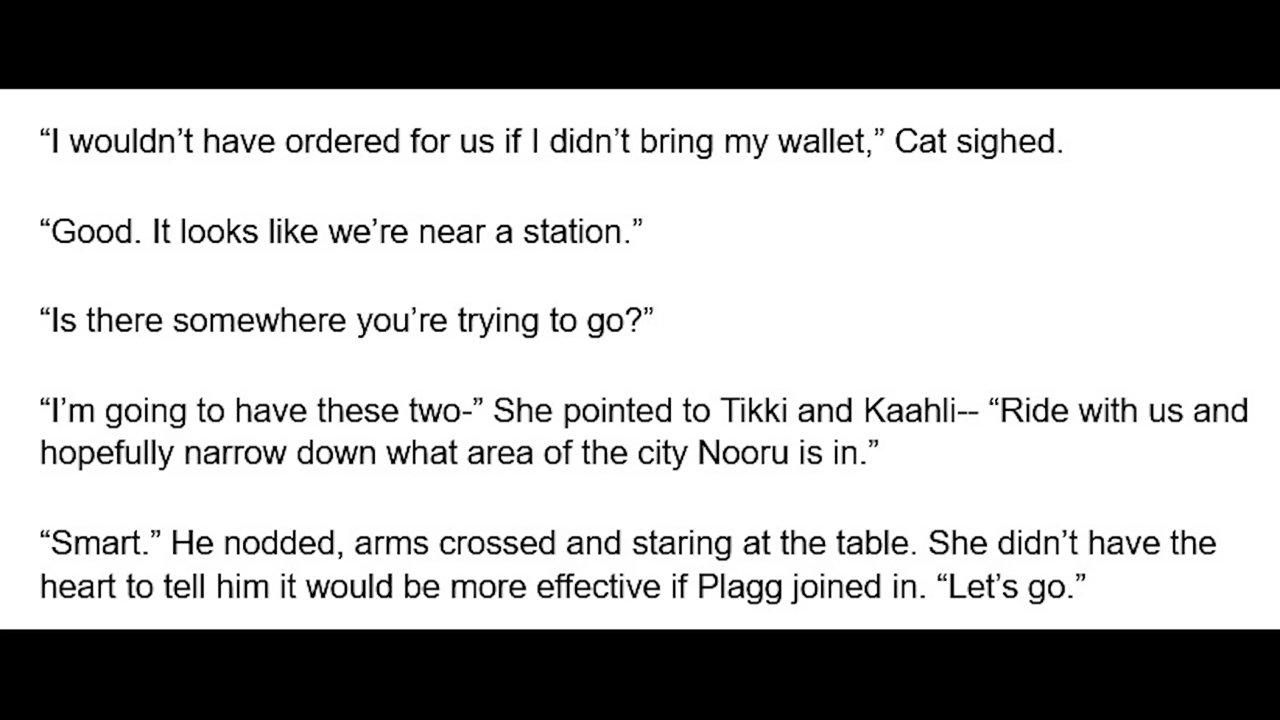 “I wouldn’t have ordered for us if I didn’t bring my wallet,” Cat sighed.
“Good. It looks like we’re near a station.”
“Is there somewhere you’re trying to go?”
“I’m going to have these two-” She pointed to Tikki and Kaahli-- “Ride with us and
hopefully narrow down what area of the city Nooru is in.”
“Smart.” He nodded, arms crossed and staring at the table. She didn’t have the
heart to tell him it would be more effective if Plagg joined in. “Let’s go.”